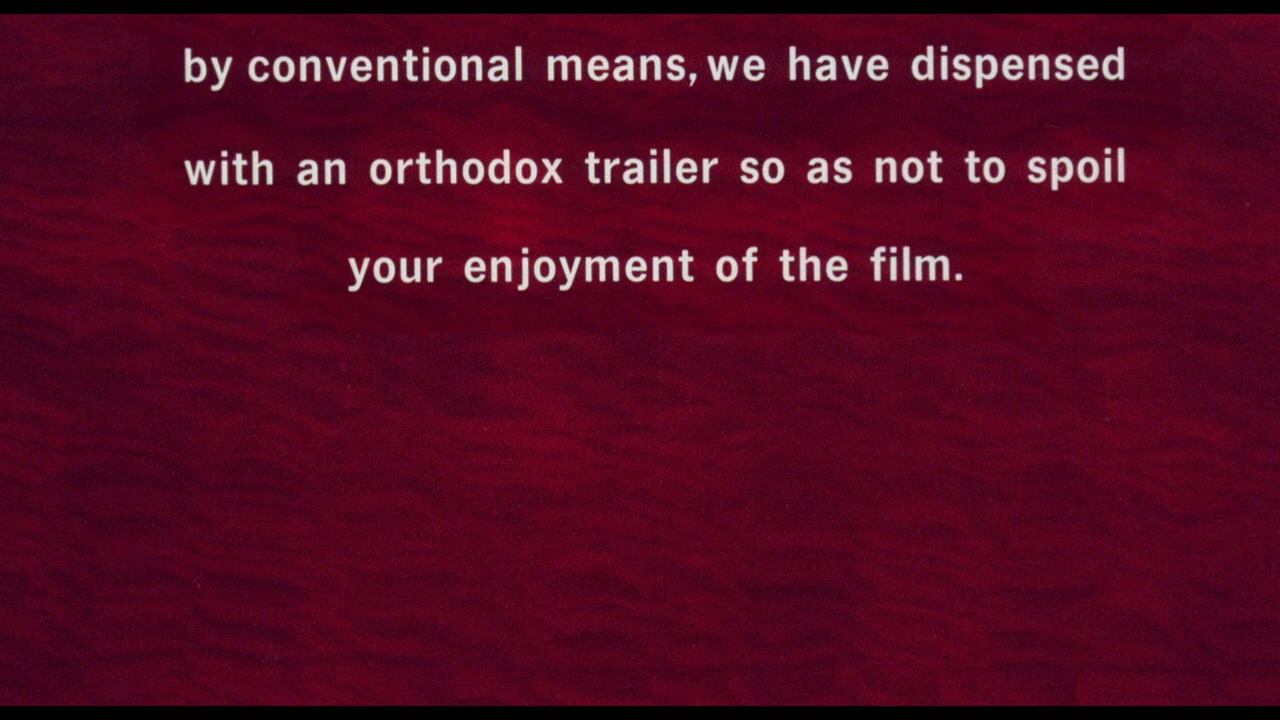 by conventional means, we have dispensed
with an orthodox trailer so as not to spoil
your enjoyment of the film.